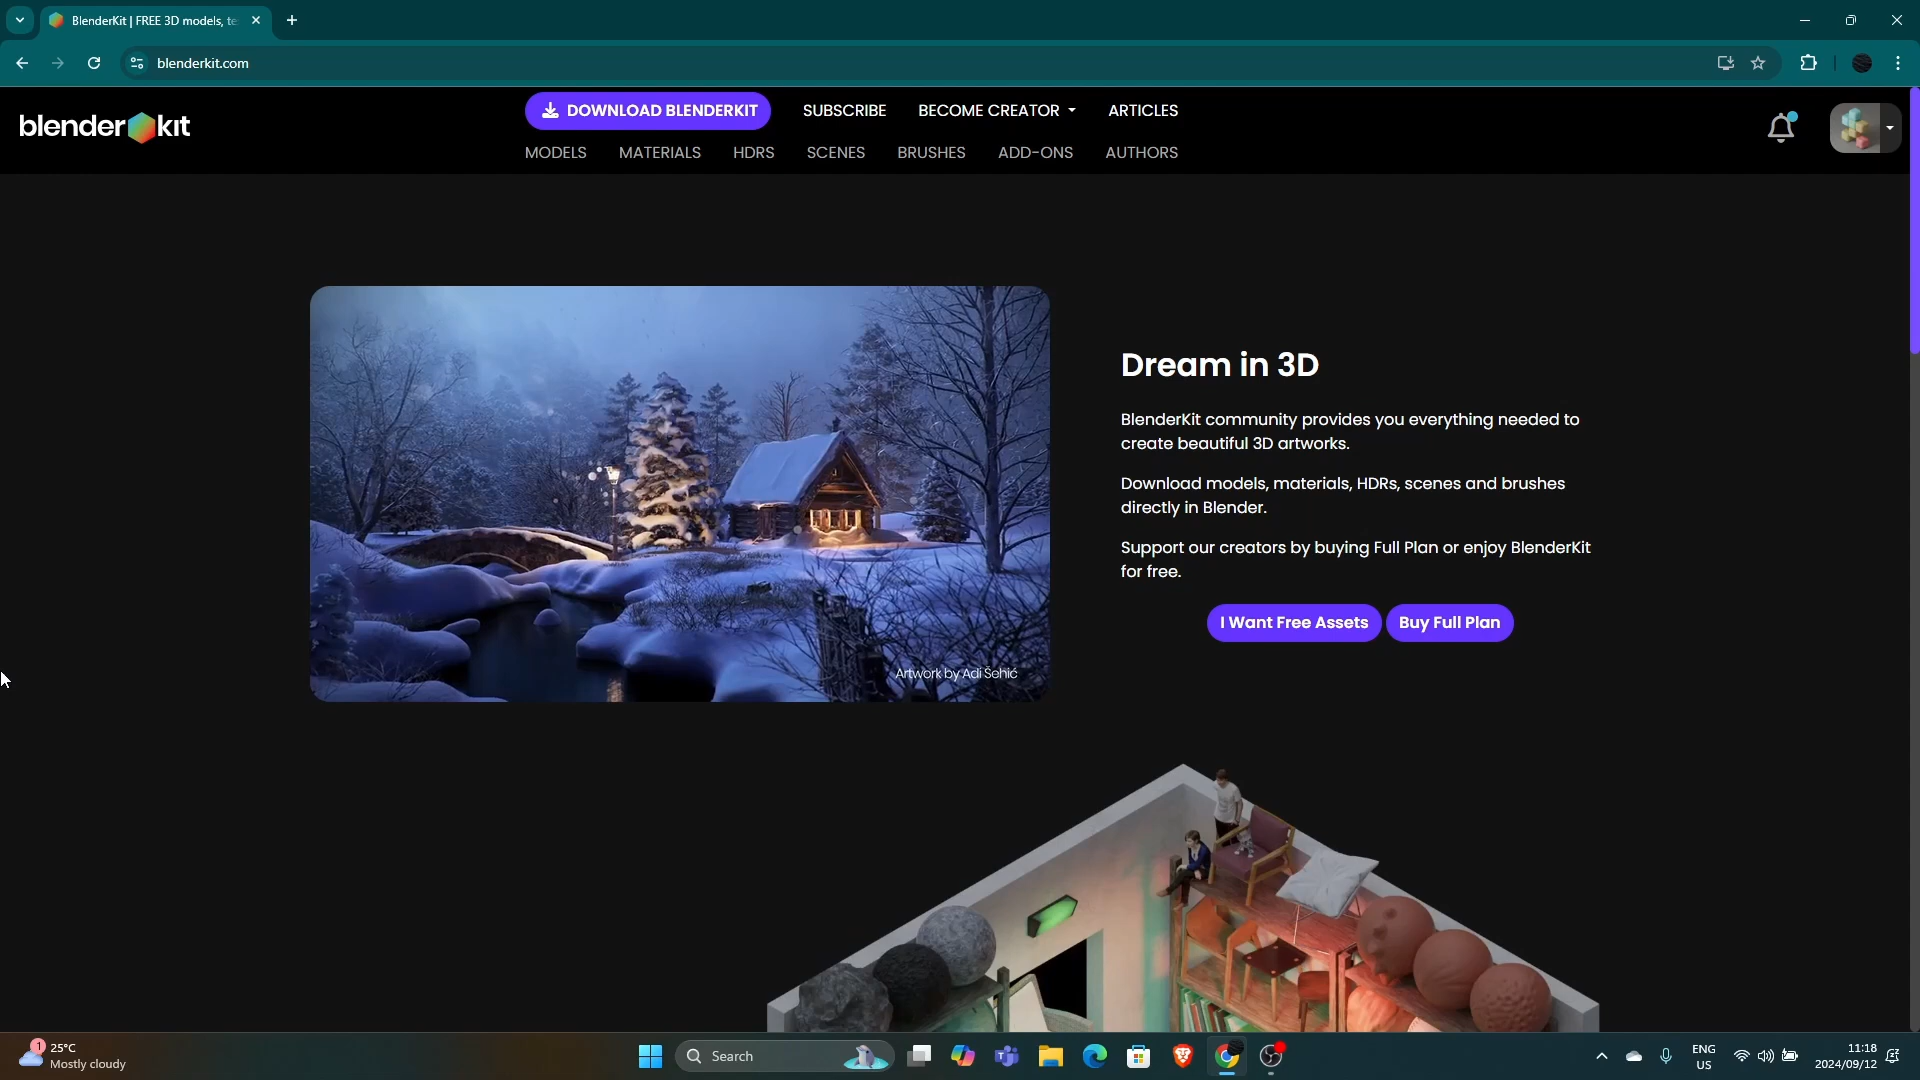 BlenderKit | FREE 3D models, te
blenderkit.com
blenderkit
DOWNLOAD BLENDERKIT
SUBSCRIBE
BECOME CREATOR
ARTICLES
MODELS
MATERIALS
HDRS
SCENES
BRUSHES
ADD-ONS
AUTHORS
Artwork by Adi Šehić
Dream in 3D
BlenderKit community provides you everything needed to
create beautiful 3D artworks.
Download models, materials, HDRs, scenes and brushes
directly in Blender.
Support our creators by buying Full Plan or enjoy BlenderKit
for free.
I Want Free Assets
Buy Full Plan
1
25°C
Mostly cloudy
Search
ENG
US
11:18
2024/09/12